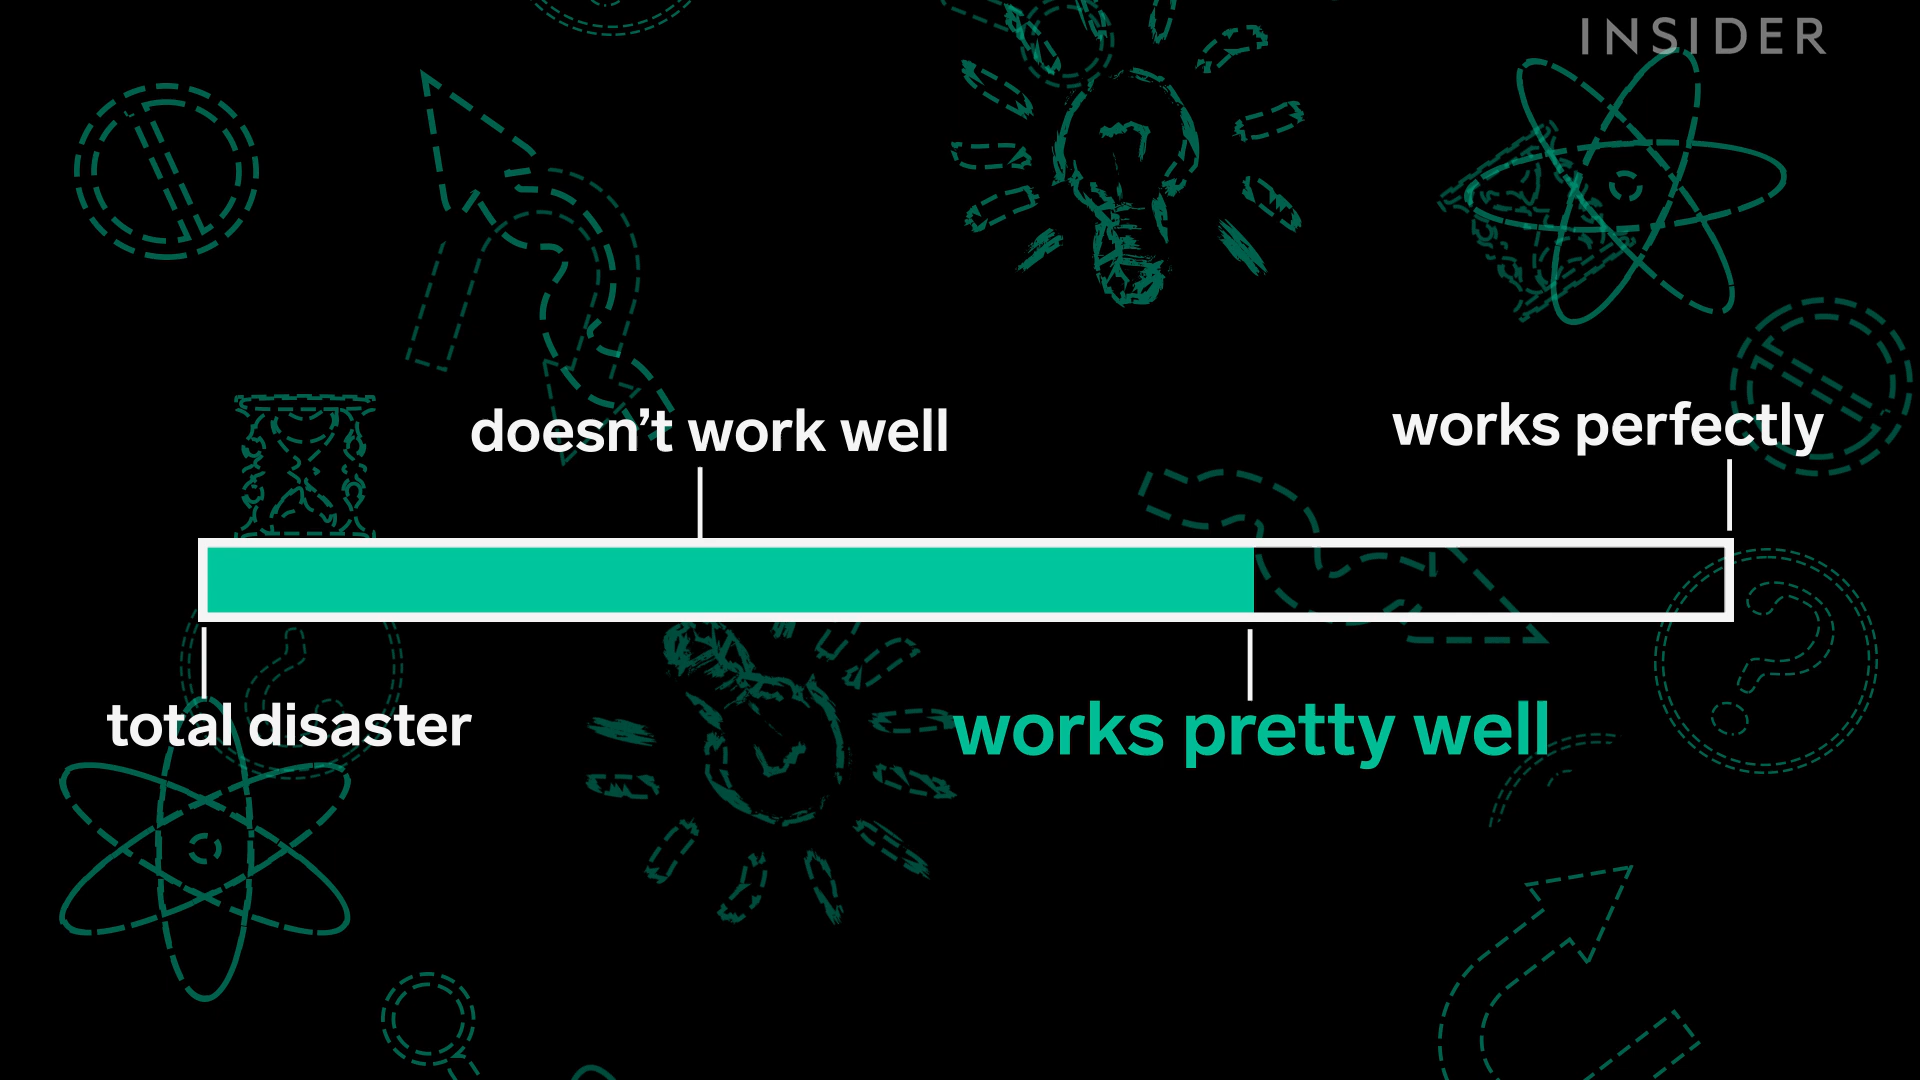 INSIDER
doesn’t work well
works perfectly
total disaster
works pretty well